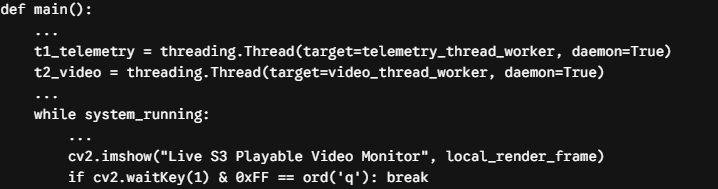 def main():
    ...
    t1_telemetry = threading.Thread(target=telemetry_thread_worker, daemon=True)
    t2_video = threading.Thread(target=video_thread_worker, daemon=True)
    ...
    while system_running:
        ...
        cv2.imshow("Live S3 Playable Video Monitor", local_render_frame)
        if cv2.waitKey(1) & 0xFF == ord('q'): break